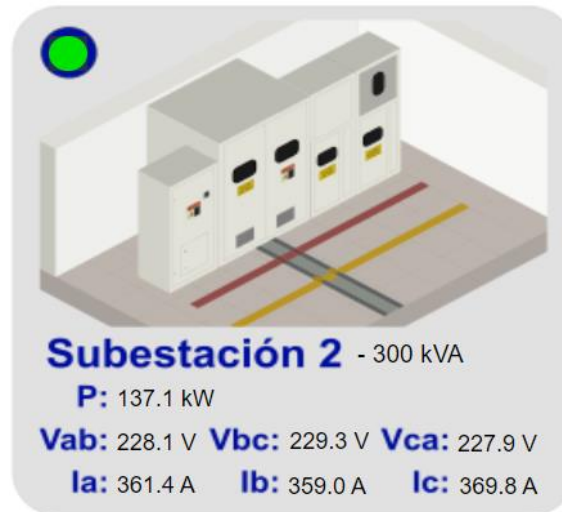 Subestación 2 - 300 kVA
P: 137.1 kW
Vab: 228.1 V Vbc: 229.3 V Vca: 227.9 V
Ia: 361.4 A Ib: 359.0 A Ic: 369.8 A